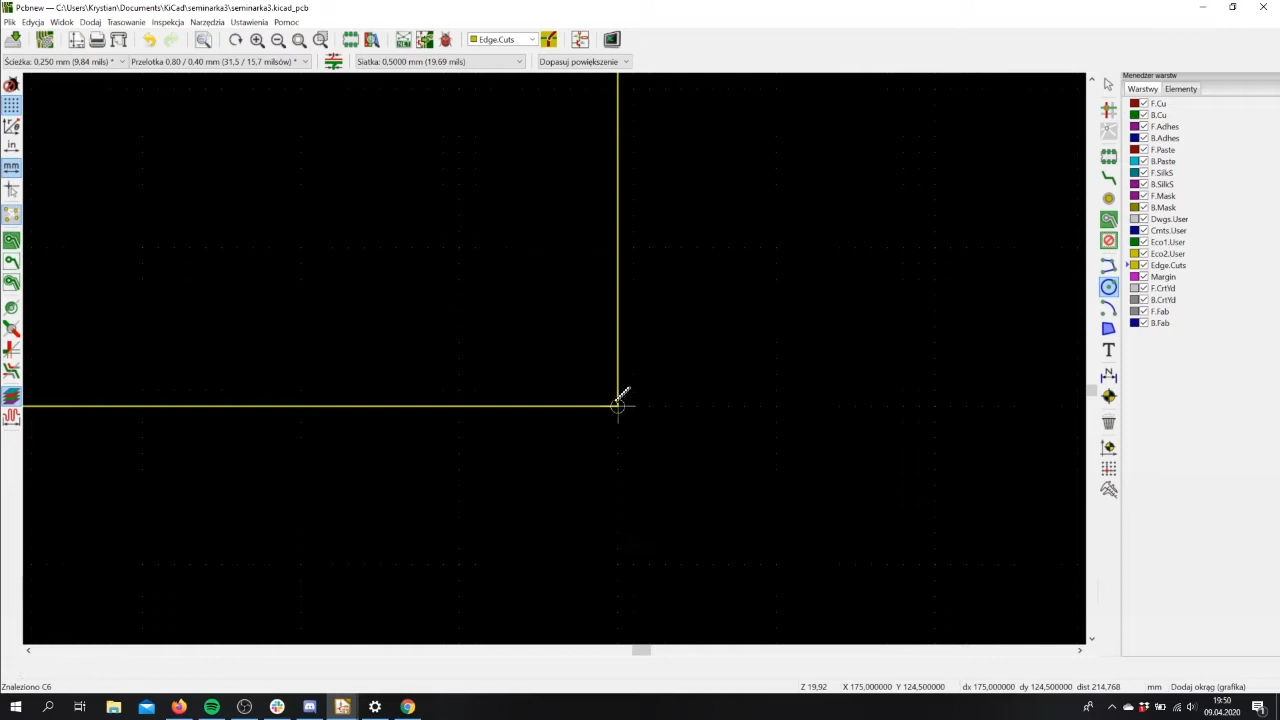 Pcbnew — C:\Users\Krystian\Documents\KiCad\seminarka3\seminarka3.kicad_pcb
Plik Edycja Widok Dodaj Trasowanie Inspekcja Narzędzia Ustawienia Pomoc
Edge.Cuts
Ścieżka: 0,250 mm (9.84 mils) * Przelotka 0.80 / 0.40 mm (31,5 / 15,7 milsów) * Siatka: 0,5000 mm (19.69 mils) Dopasuj powiększenie
Menedżer warstw
Warstwy Elementy
F.Cu
B.Cu
F.Adhes
B.Adhes
F.Paste
B.Paste
F.SilkS
B.SilkS
F.Mask
B.Mask
Dwgs.User
Cmts.User
Eco1.User
Eco2.User
Edge.Cuts
Margin
F.CrtYd
B.CrtYd
F.Fab
B.Fab
in
mm
T
N
Znaleziono C6 Z 19,92 X 175,000000 Y 124,500000 dx 175,000000 dy 124,500000 dist 214,768 mm Dodaj okrąg (grafika)
19:50
09.04.2020